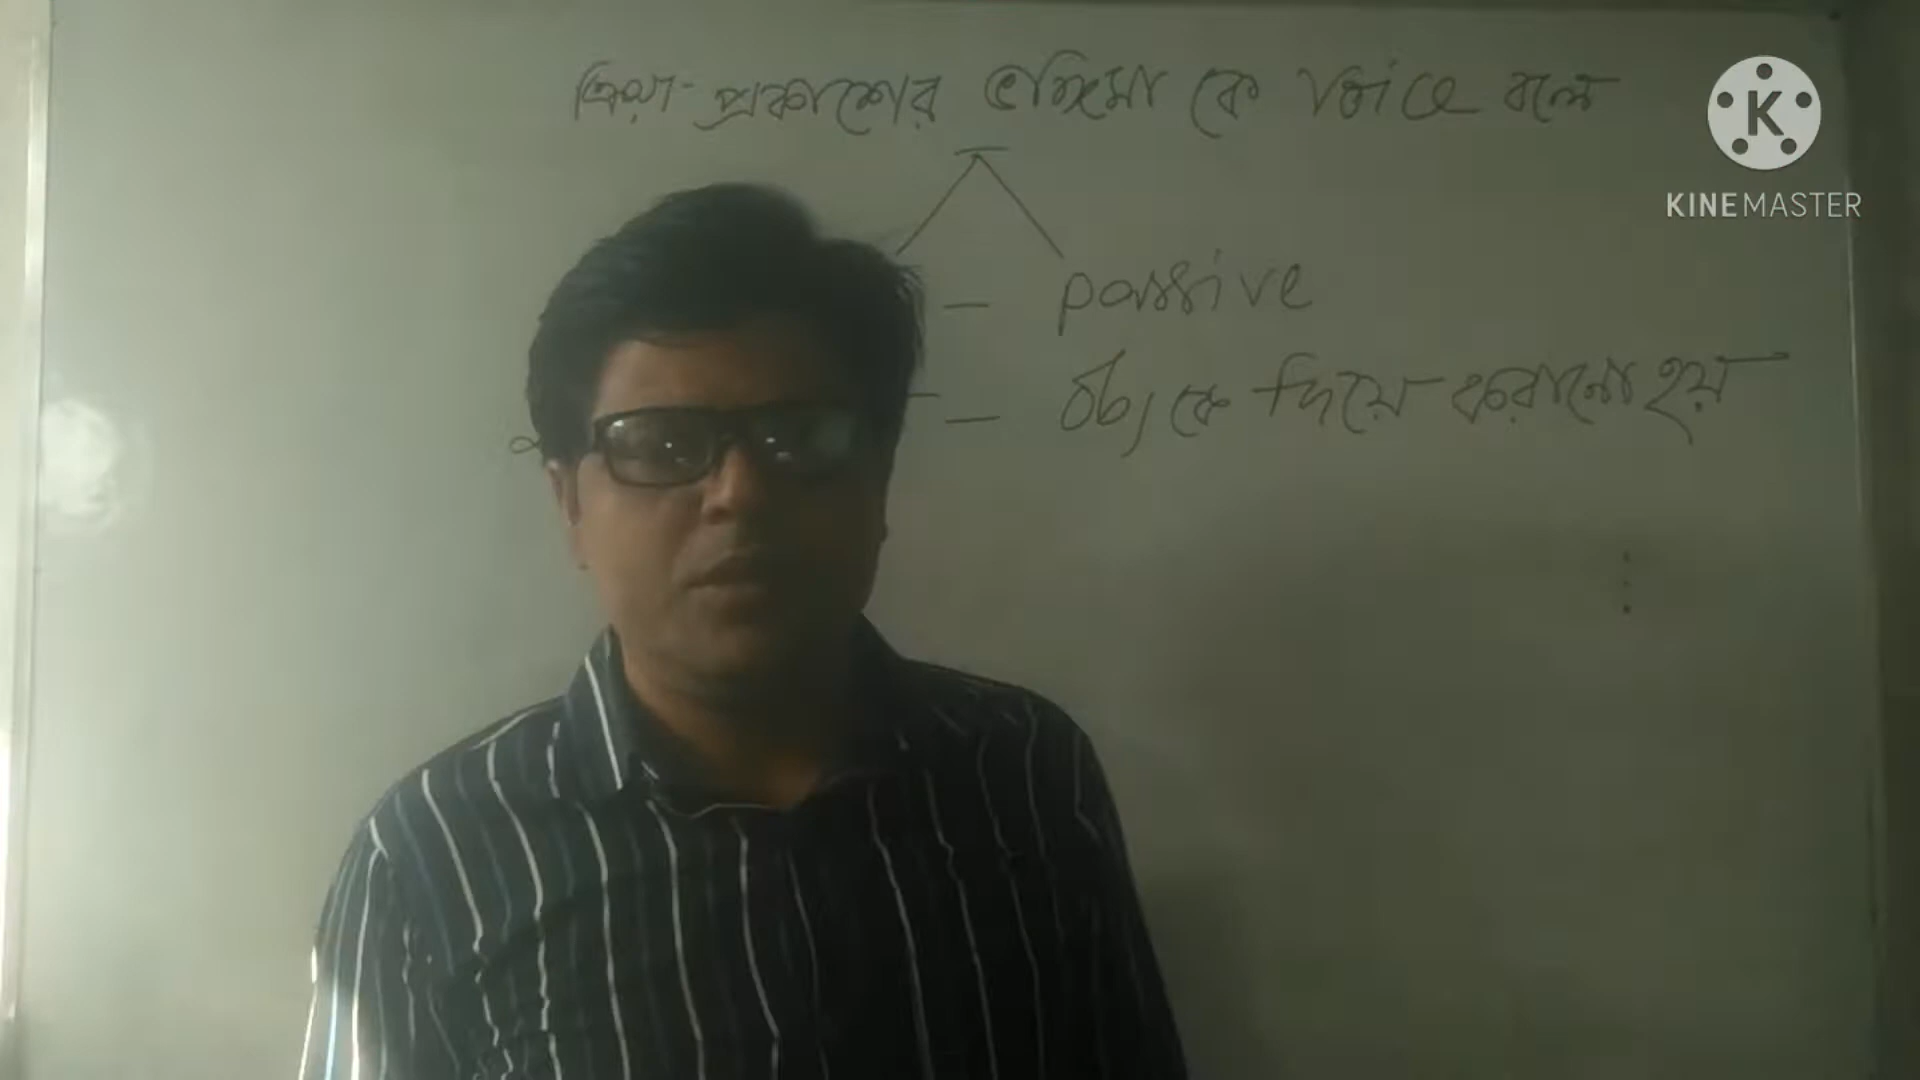 ক্রিয়া- প্রকাশের ভঙ্গিমা কে Voice বলে
KINEMASTER
— passive
— Obj কে দিয়ে করানো হয়